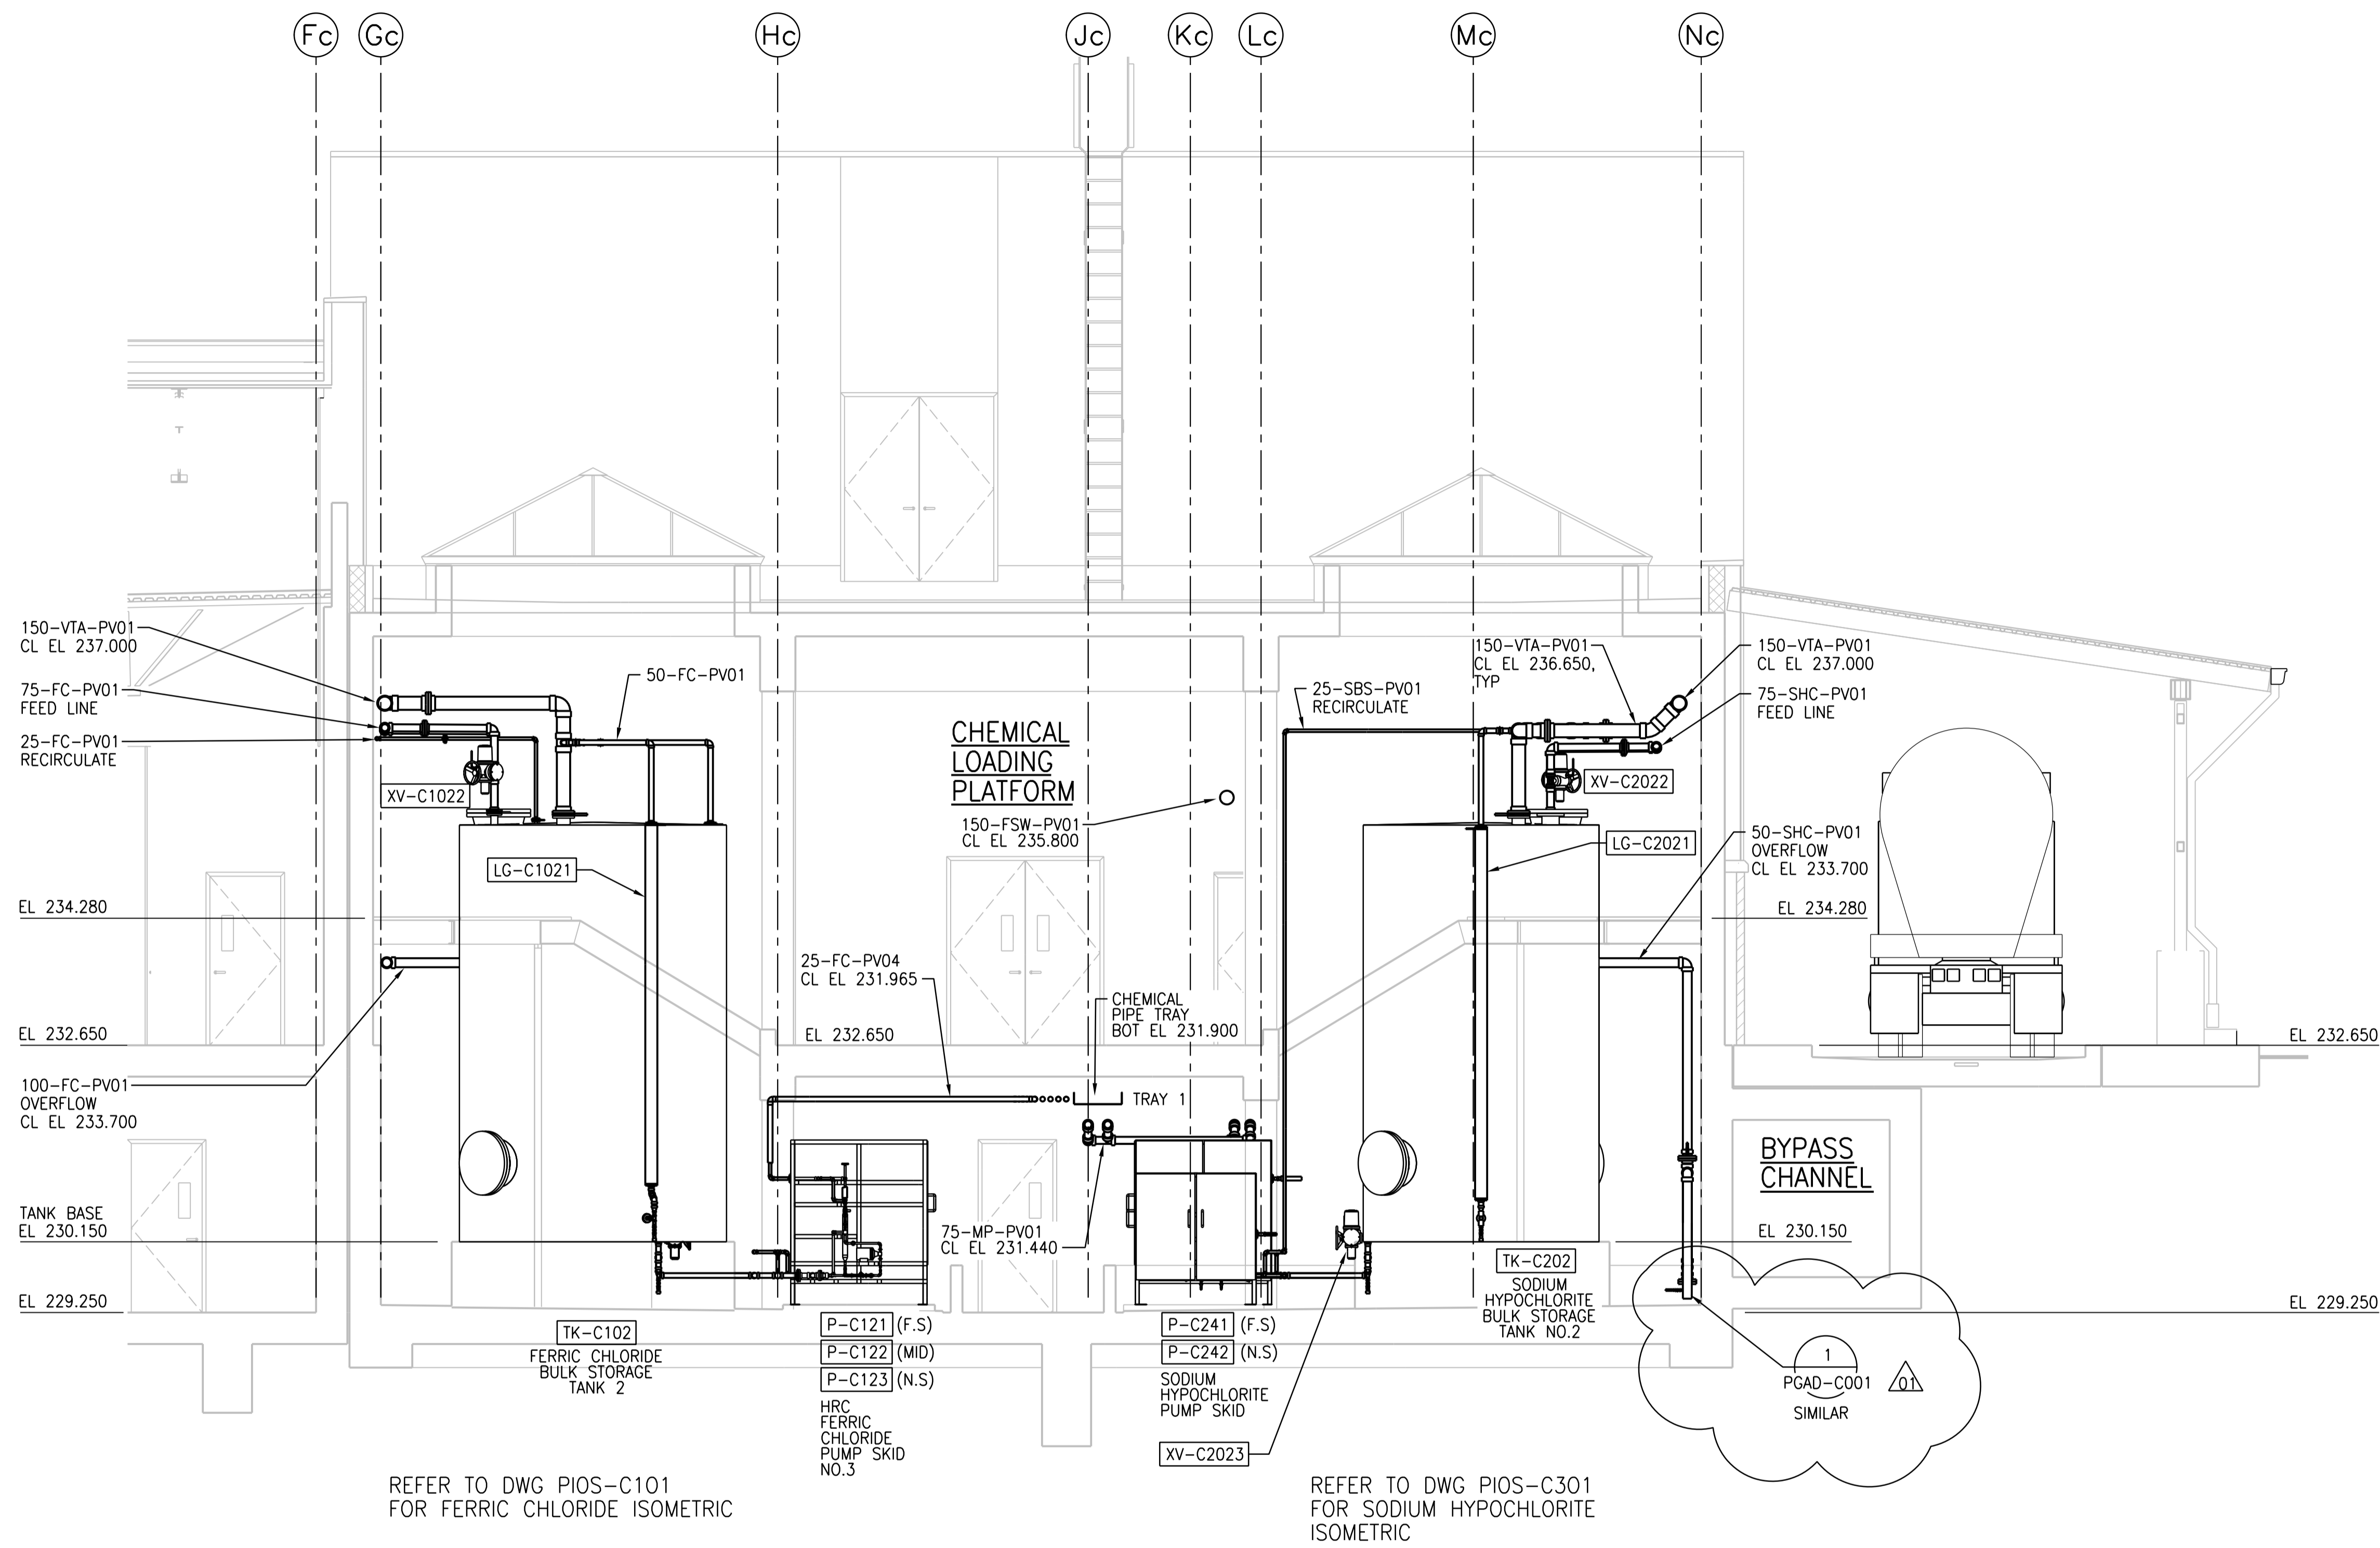 Fc
Gc
Hc
Jc
Kc
Lc
Mc
Nc
150-VTA-PV01
CL EL 237.000
75-FC-PV01
FEED LINE
25-FC-PV01
RECIRCULATE
XV-C1022
50-FC-PV01
LG-C1021
EL 234.280
EL 232.650
100-FC-PV01
OVERFLOW
CL EL 233.700
TANK BASE
EL 230.150
EL 229.250
TK-C102
FERRIC CHLORIDE
BULK STORAGE
TANK 2
CHEMICAL
LOADING
PLATFORM
150-FSW-PV01
CL EL 235.800
25-FC-PV04
CL EL 231.965
EL 232.650
CHEMICAL
PIPE TRAY
BOT EL 231.900
TRAY 1
75-MP-PV01
CL EL 231.440
P-C121 (F.S)
P-C122 (MID)
P-C123 (N.S)
HRC
FERRIC
CHLORIDE
PUMP SKID
NO.3
P-C241 (F.S)
P-C242 (N.S)
SODIUM
HYPOCHLORITE
PUMP SKID
XV-C2023
25-SBS-PV01
RECIRCULATE
150-VTA-PV01
CL EL 236.650,
TYP
150-VTA-PV01
CL EL 237.000
75-SHC-PV01
FEED LINE
XV-C2022
LG-C2021
50-SHC-PV01
OVERFLOW
CL EL 233.700
EL 234.280
EL 232.650
BYPASS
CHANNEL
EL 230.150
TK-C202
SODIUM
HYPOCHLORITE
BULK STORAGE
TANK NO.2
EL 229.250
1
PGAD-C001
01
SIMILAR
REFER TO DWG PIOS-C101
FOR FERRIC CHLORIDE ISOMETRIC
REFER TO DWG PIOS-C301
FOR SODIUM HYPOCHLORITE
ISOMETRIC